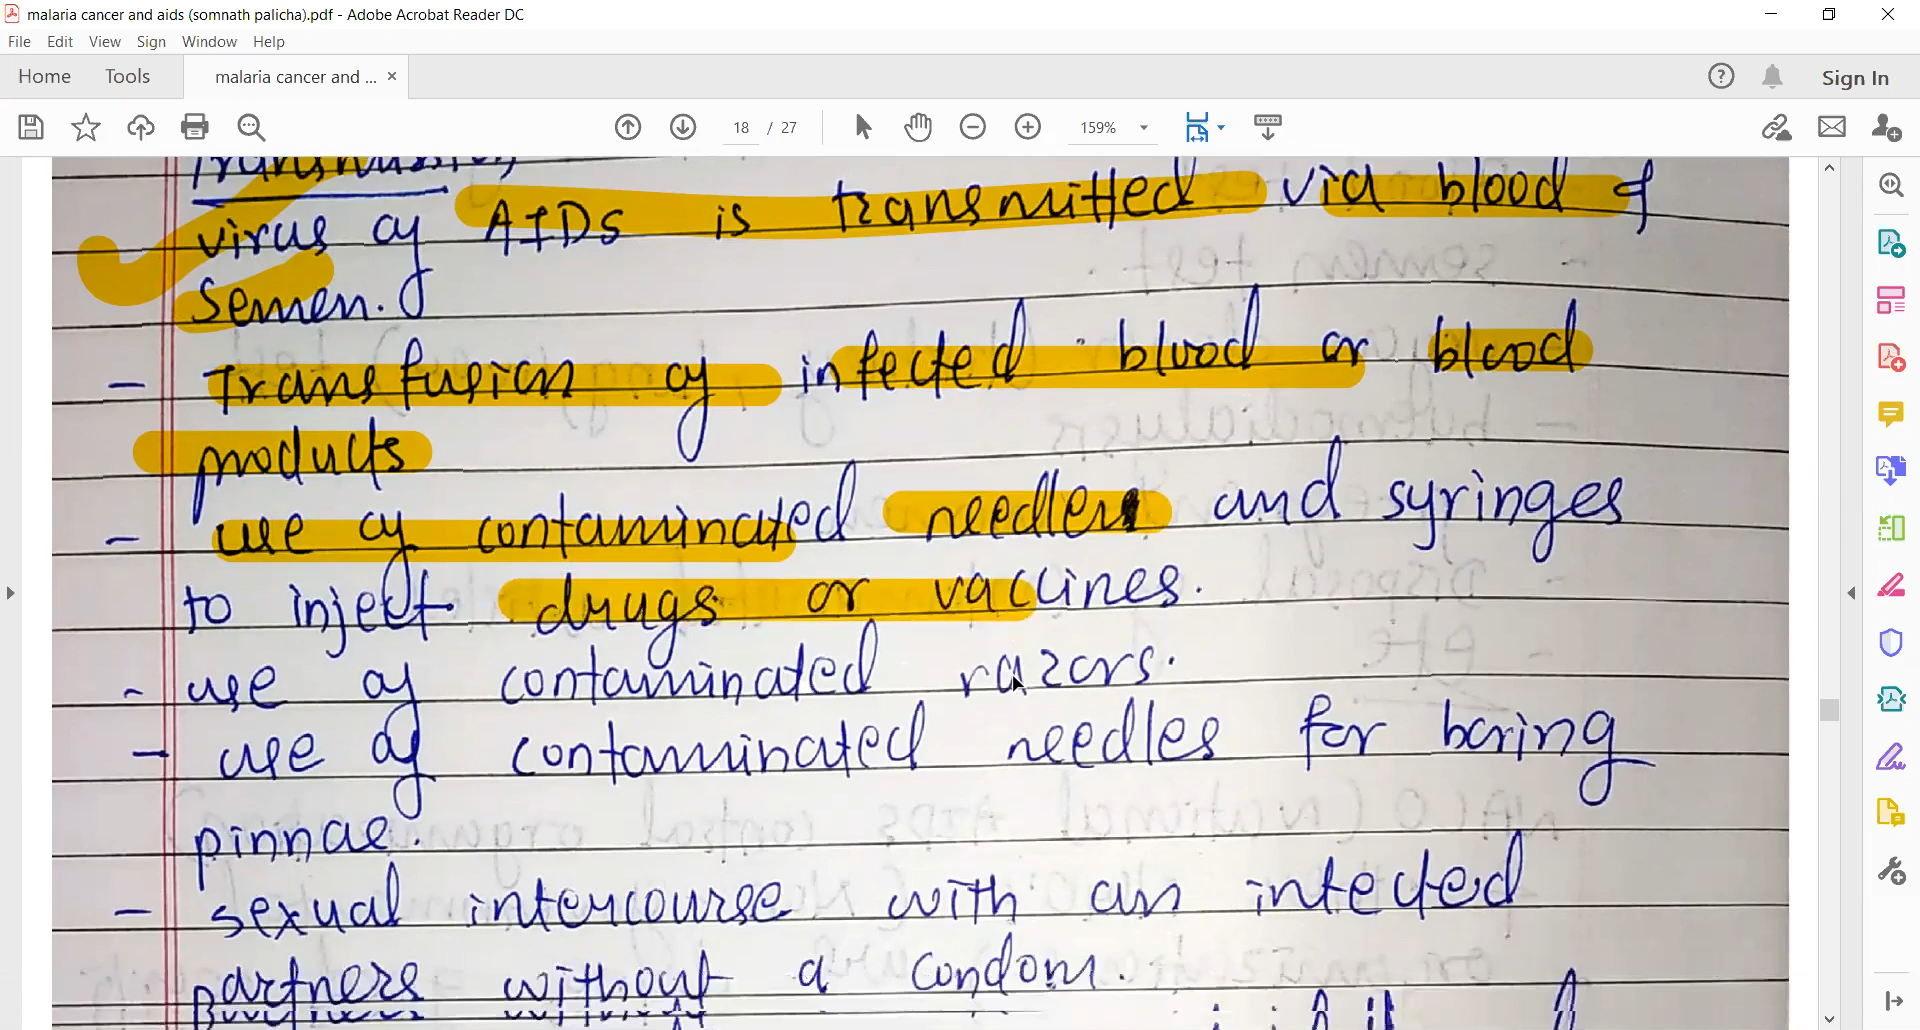 malaria cancer and aids (somnath palicha).pdf - Adobe Acrobat Reader DC
File Edit View Sign Window Help
Home Tools malaria cancer and ... × Sign In
18 / 27 159%
Transmission
virus of AIDs is transmitted via blood &
semen.
- Transfusion of infected blood or blood
products
- use of contaminated needles and syringes
to inject drugs or vaccines.
- use of contaminated razors.
- use of contaminated needles for boring
pinnae.
- sexual intercourse with an infected
partners without a condom.